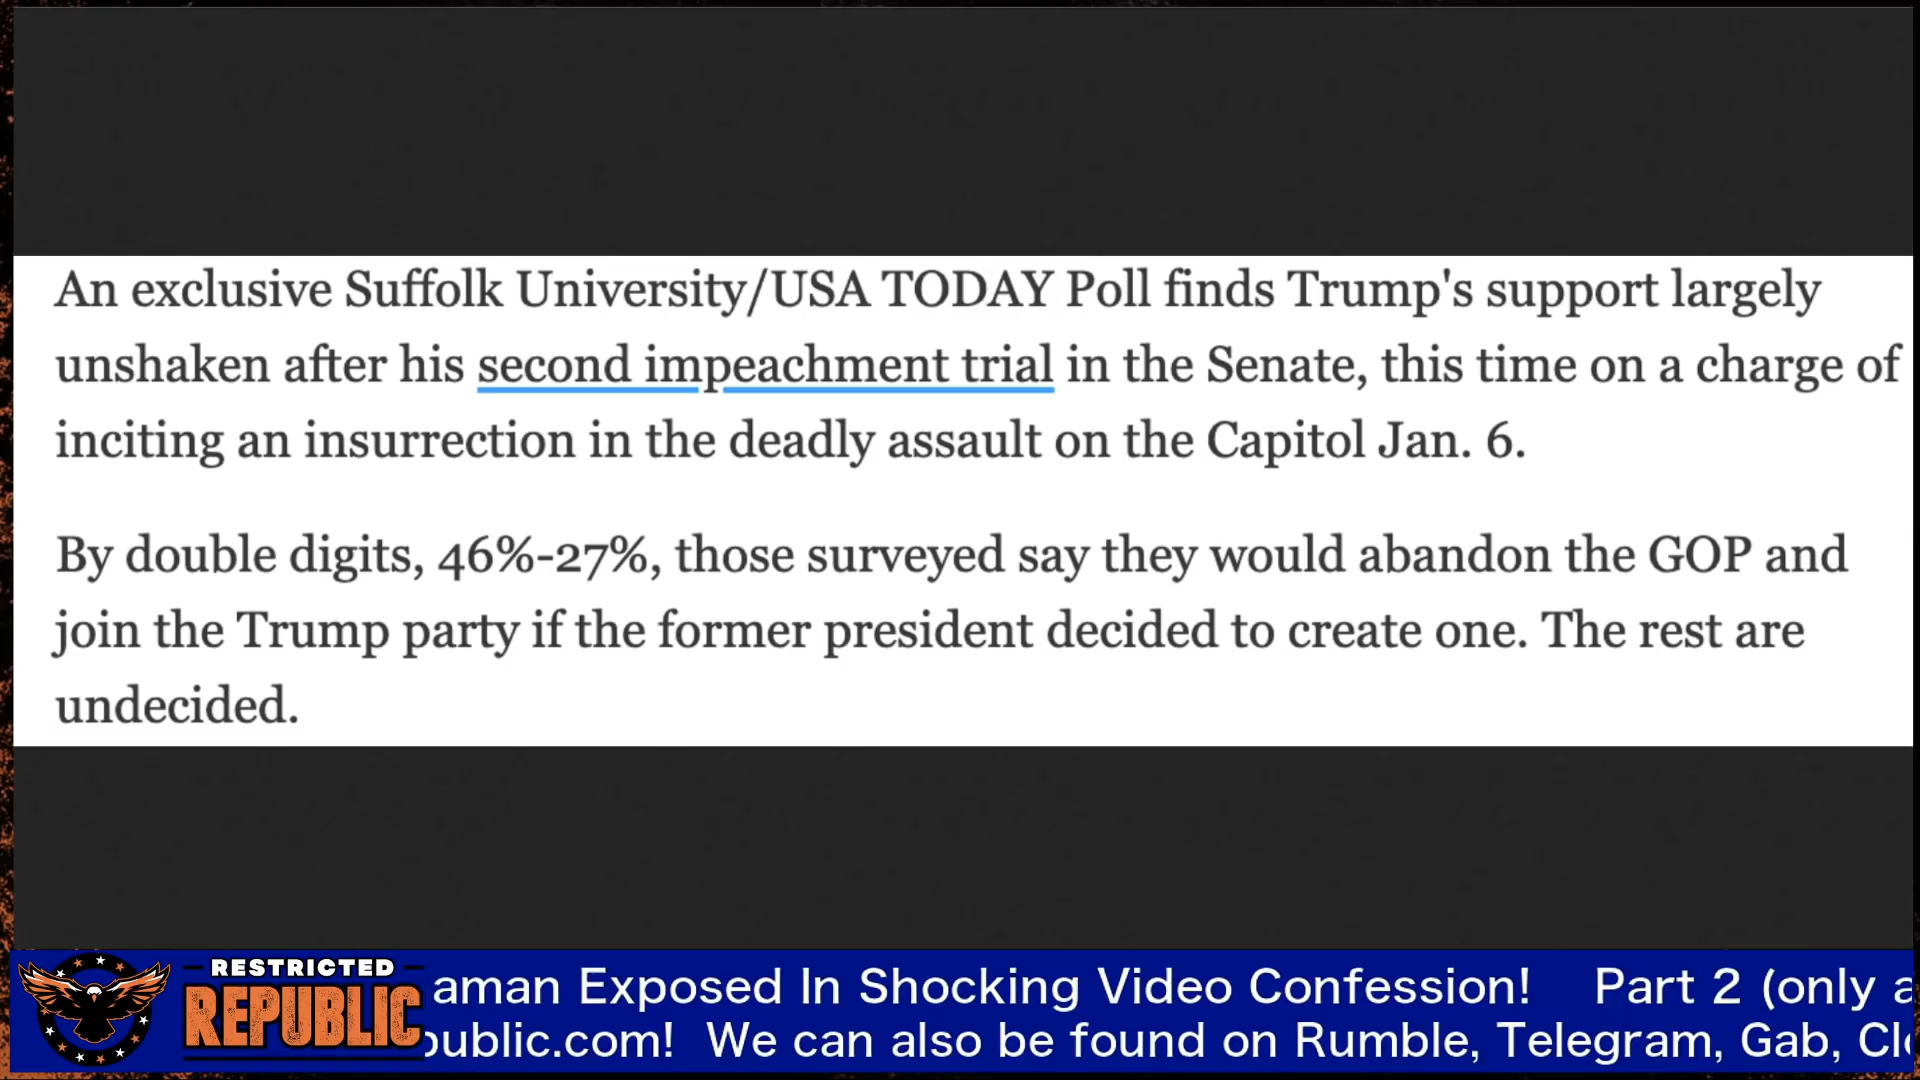 An exclusive Suffolk University/USA TODAY Poll finds Trump's support largely
unshaken after his second impeachment trial in the Senate, this time on a charge of
inciting an insurrection in the deadly assault on the Capitol Jan. 6.
By double digits, 46%-27%, those surveyed say they would abandon the GOP and
join the Trump party if the former president decided to create one. The rest are
undecided.
RESTRICTED
REPUBLIC
aman Exposed In Shocking Video Confession! Part 2 (only a
public.com! We can also be found on Rumble, Telegram, Gab, Cl